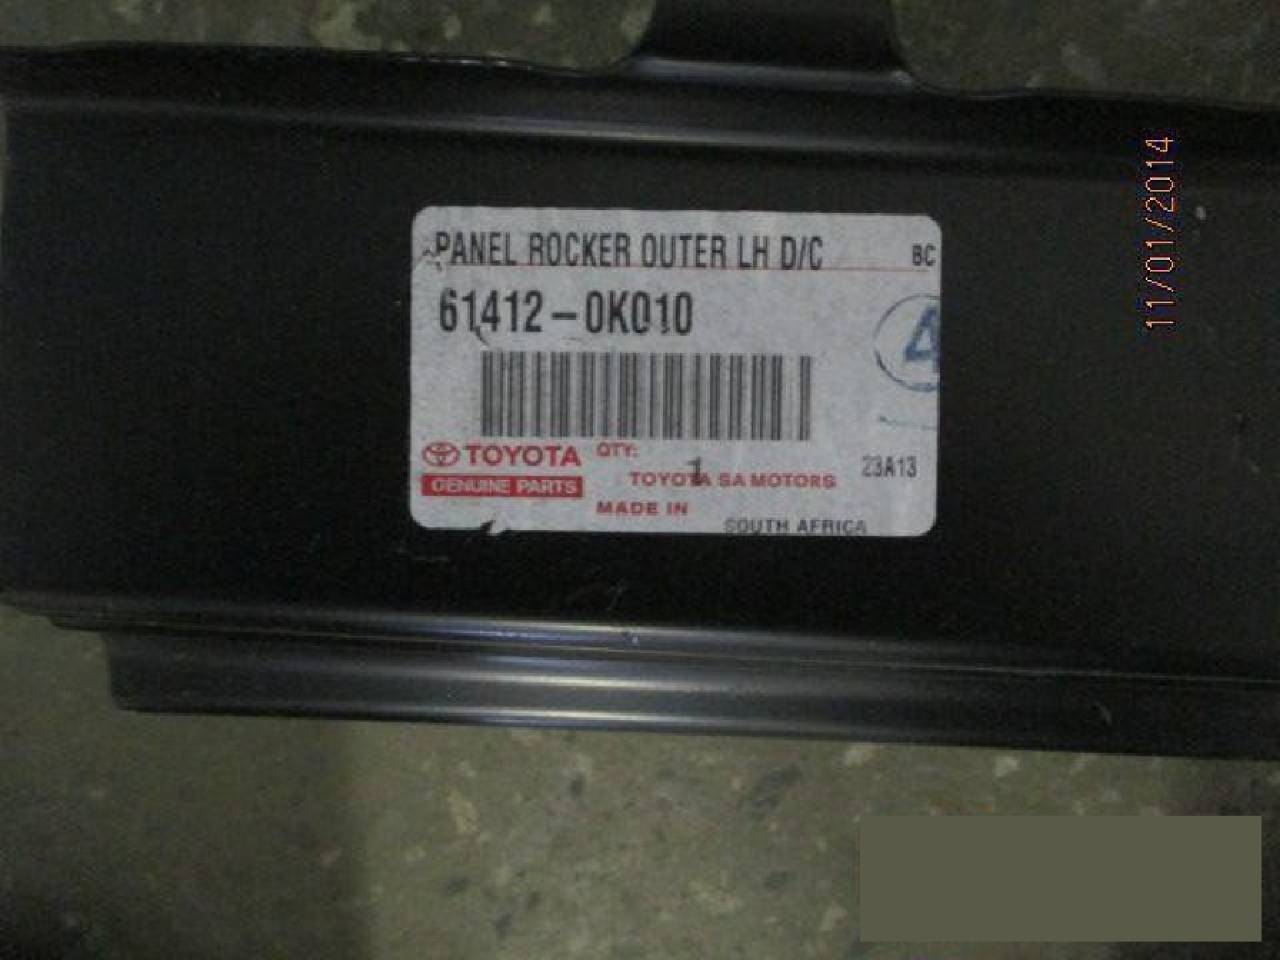 PANEL ROCKER OUTER LH D/C BC
61412-0K010
4
TOYOTA
GENUINE PARTS
QTY: 1
TOYOTA SA MOTORS
23A13
MADE IN
SOUTH AFRICA
11/01/2014